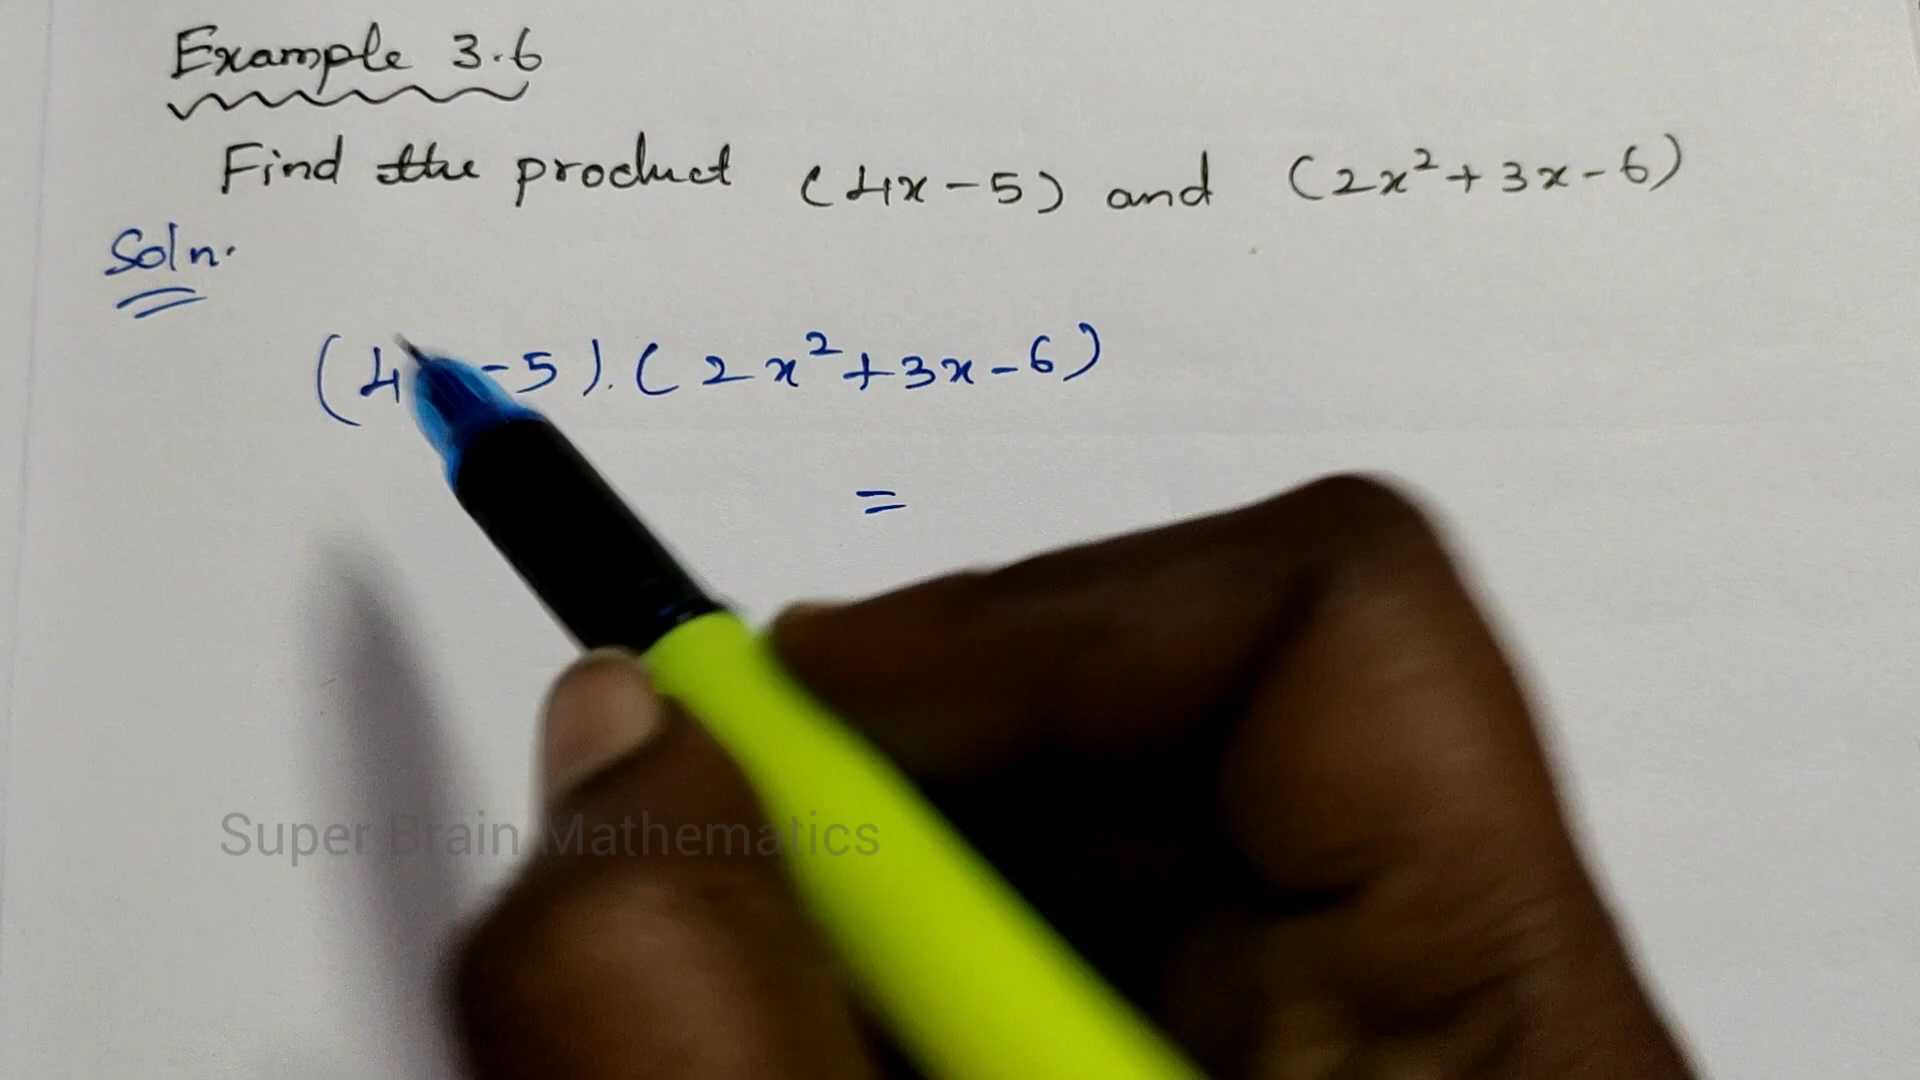 Example 3.6
Find the product (4x-5) and (2x²+3x-6)
Soln.
(4 -5).(2x²+3x-6)
=
Super Brain Mathematics